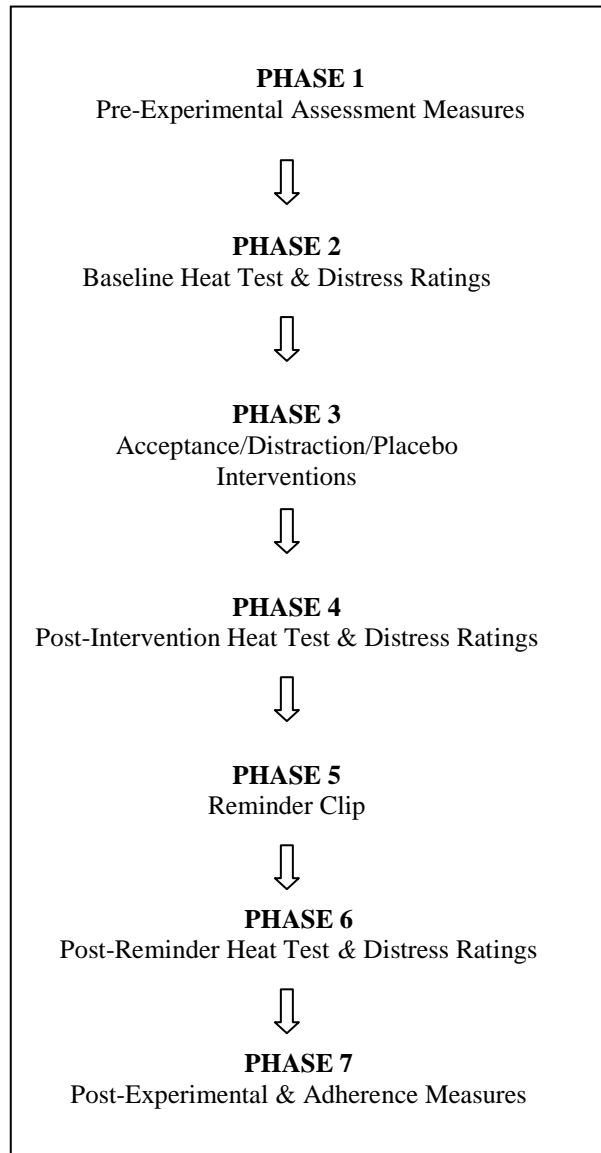 PHASE 1
Pre-Experimental Assessment Measures
PHASE 2
Baseline Heat Test & Distress Ratings
PHASE 3
Acceptance/Distraction/Placebo
Interventions
PHASE 4
Post-Intervention Heat Test & Distress Ratings
PHASE 5
Reminder Clip
PHASE 6
Post-Reminder Heat Test & Distress Ratings
PHASE 7
Post-Experimental & Adherence Measures